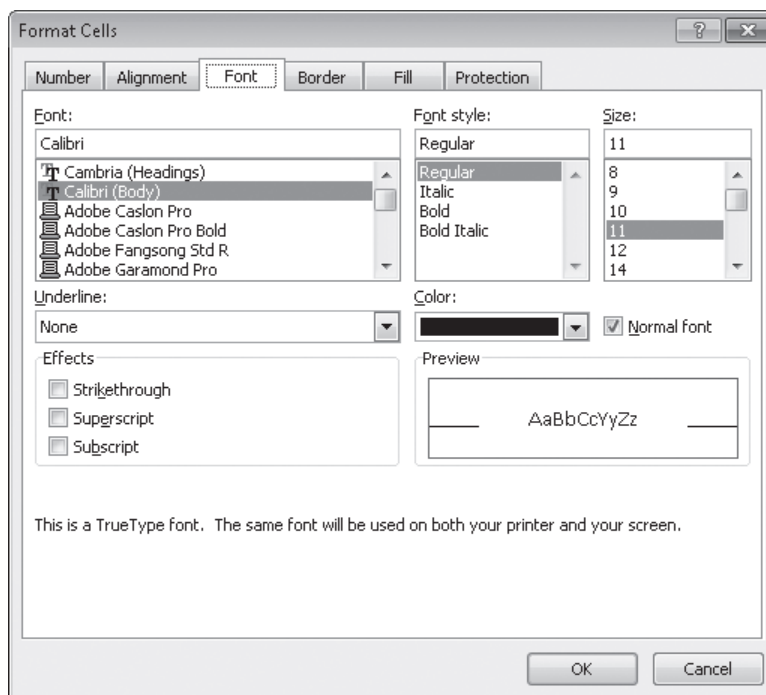 Format Cells
Number Alignment Font Border Fill Protection
Font:
Calibri
Cambria (Headings)
Calibri (Body)
Adobe Caslon Pro
Adobe Caslon Pro Bold
Adobe Fangsong Std R
Adobe Garamond Pro
Font style:
Regular
Regular
Italic
Bold
Bold Italic
Size:
11
8
9
10
11
12
14
Underline:
None
Color:
Normal font
Effects
Strikethrough
Superscript
Subscript
Preview
AaBbCcYyZz
This is a TrueType font. The same font will be used on both your printer and your screen.
OK Cancel